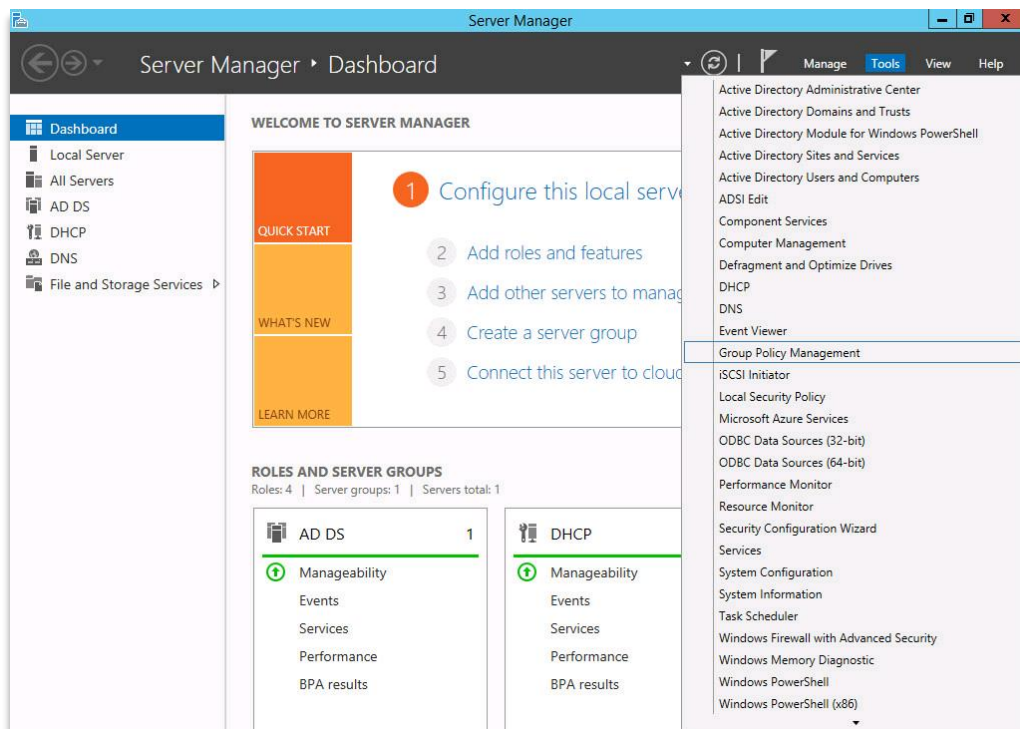 Server Manager
Server Manager ‣ Dashboard
Manage Tools View Help
Dashboard
Local Server
All Servers
AD DS
DHCP
DNS
File and Storage Services
WELCOME TO SERVER MANAGER
QUICK START
WHAT'S NEW
LEARN MORE
1 Configure this local serve
2 Add roles and features
3 Add other servers to manag
4 Create a server group
5 Connect this server to cloud
ROLES AND SERVER GROUPS
Roles: 4 | Server groups: 1 | Servers total: 1
AD DS 1
Manageability
Events
Services
Performance
BPA results
DHCP
Manageability
Events
Services
Performance
BPA results
Active Directory Administrative Center
Active Directory Domains and Trusts
Active Directory Module for Windows PowerShell
Active Directory Sites and Services
Active Directory Users and Computers
ADSI Edit
Component Services
Computer Management
Defragment and Optimize Drives
DHCP
DNS
Event Viewer
Group Policy Management
iSCSI Initiator
Local Security Policy
Microsoft Azure Services
ODBC Data Sources (32-bit)
ODBC Data Sources (64-bit)
Performance Monitor
Resource Monitor
Security Configuration Wizard
Services
System Configuration
System Information
Task Scheduler
Windows Firewall with Advanced Security
Windows Memory Diagnostic
Windows PowerShell
Windows PowerShell (x86)